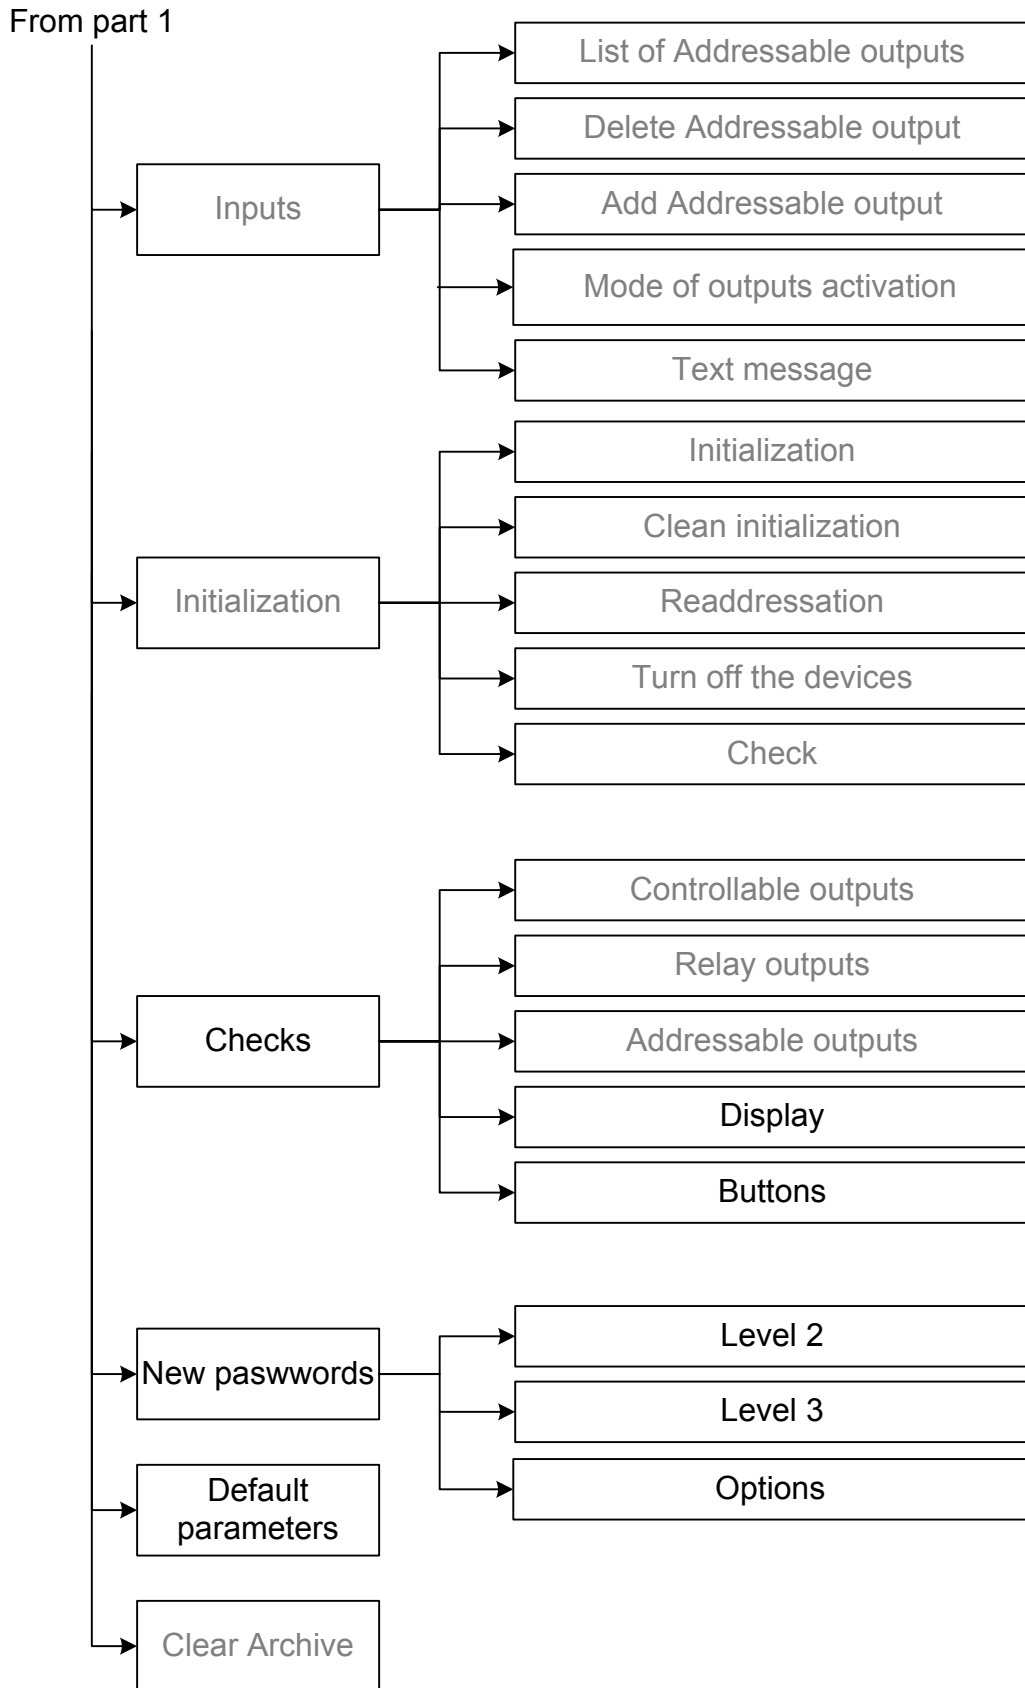 From part 1
Inputs
List of Addressable outputs
Delete Addressable output
Add Addressable output
Mode of outputs activation
Text message
Initialization
Initialization
Clean initialization
Readdressation
Turn off the devices
Check
Checks
Controllable outputs
Relay outputs
Addressable outputs
Display
Buttons
New paswwords
Level 2
Level 3
Options
Default
parameters
Clear Archive